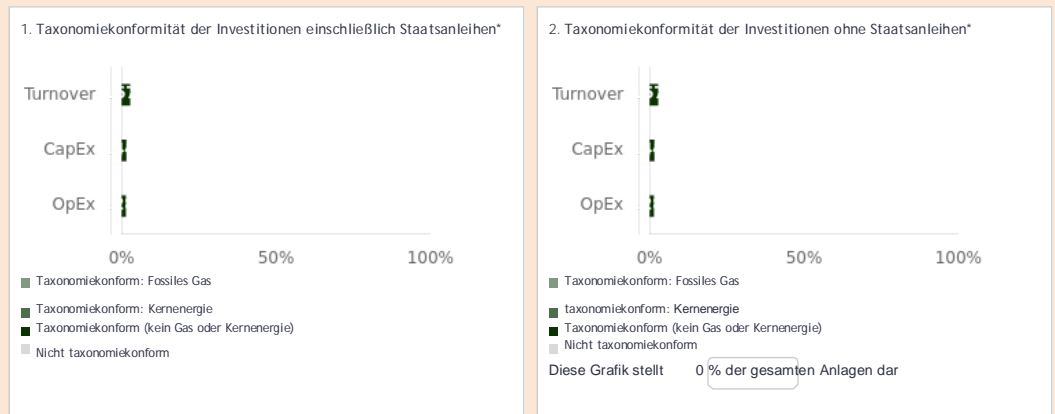 1. Taxonomiekonformität der Investitionen einschließlich Staatsanleihen*
Turnover
CapEx
OpEx
0% 50% 100%
Taxonomiekonform: Fossiles Gas
Taxonomiekonform: Kernenergie
Taxonomiekonform (kein Gas oder Kernenergie)
Nicht taxonomiekonform
2. Taxonomiekonformität der Investitionen ohne Staatsanleihen*
Turnover
CapEx
OpEx
0% 50% 100%
Taxonomiekonform: Fossiles Gas
taxonomiekonform: Kernenergie
Taxonomiekonform (kein Gas oder Kernenergie)
Nicht taxonomiekonform
Diese Grafik stellt 0 % der gesamten Anlagen dar